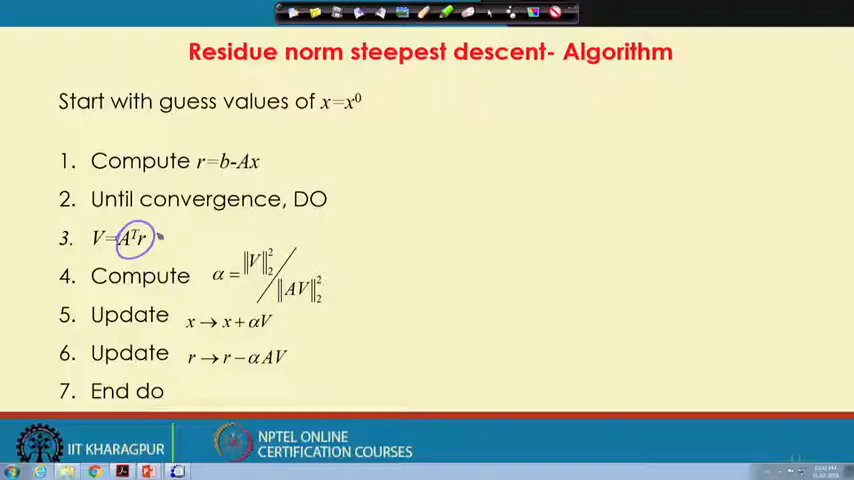 Residue norm steepest descent- Algorithm
Start with guess values of x=x⁰
1. Compute r=b-Ax
2. Until convergence, DO
3. V=Aᵀr
4. Compute α = ‖V‖₂² / ‖AV‖₂²
5. Update x → x + αV
6. Update r → r − αAV
7. End do
IIT KHARAGPUR
NPTEL ONLINE
CERTIFICATION COURSES